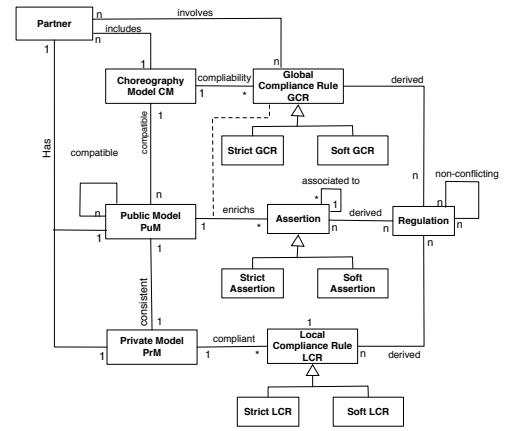 Partner
n
involves
n
includes
1
1
n
Choreography
Model CM
compliability
1
*
Global
Compliance Rule
GCR
derived
1
compatible
Has
Strict GCR
Soft GCR
compatible
associated to
n
non-conflicting
n
n
*
1
n
Public Model
PuM
enrichs
Assertion
derived
Regulation
1
1
*
n
n
n
n
1
Strict
Assertion
Soft
Assertion
consistent
1
1
Private Model
PrM
compliant
Local
Compliance Rule
LCR
1
1
*
n
derived
Strict LCR
Soft LCR